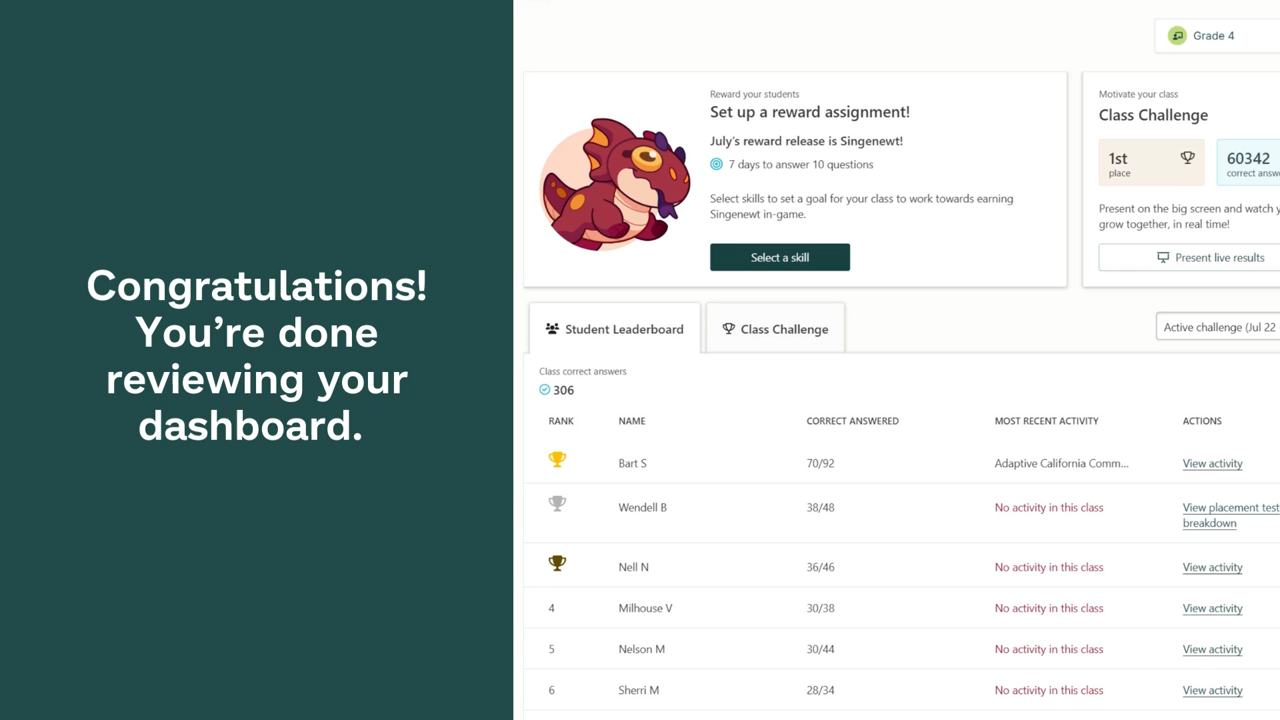 Congratulations!
You’re done
reviewing your
dashboard.
Grade 4
Reward your students
Set up a reward assignment!
July's reward release is Singenewt!
7 days to answer 10 questions
Select skills to set a goal for your class to work towards earning
Singenewt in-game.
Select a skill
Motivate your class
Class Challenge
1st
place
60342
correct answe
Present on the big screen and watch y
grow together, in real time!
Present live results
Student Leaderboard
Class Challenge
Active challenge (Jul 22
Class correct answers
306
RANK NAME CORRECT ANSWERED MOST RECENT ACTIVITY ACTIONS
Bart S 70/92 Adaptive California Comm... View activity
Wendell B 38/48 No activity in this class View placement test
breakdown
Nell N 36/46 No activity in this class View activity
4 Milhouse V 30/38 No activity in this class View activity
5 Nelson M 30/44 No activity in this class View activity
6 Sherri M 28/34 No activity in this class View activity